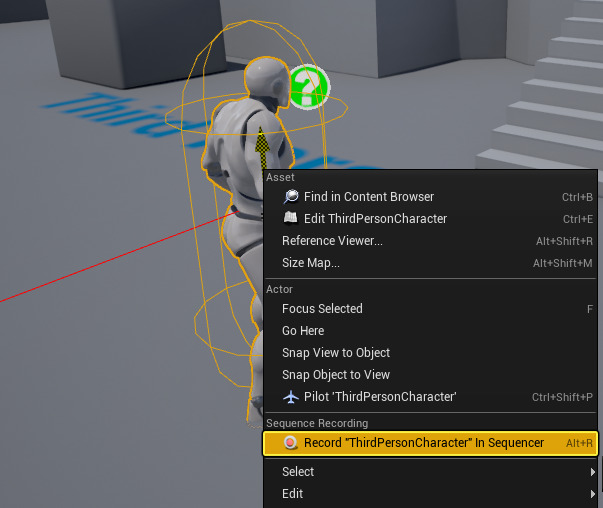 ?
Asset
Find in Content Browser Ctrl+B
Edit ThirdPersonCharacter Ctrl+E
Reference Viewer... Alt+Shift+R
Size Map... Alt+Shift+M
Actor
Focus Selected F
Go Here
Snap View to Object
Snap Object to View
Pilot 'ThirdPersonCharacter' Ctrl+Shift+P
Sequence Recording
Record "ThirdPersonCharacter" In Sequencer Alt+R
Select
Edit